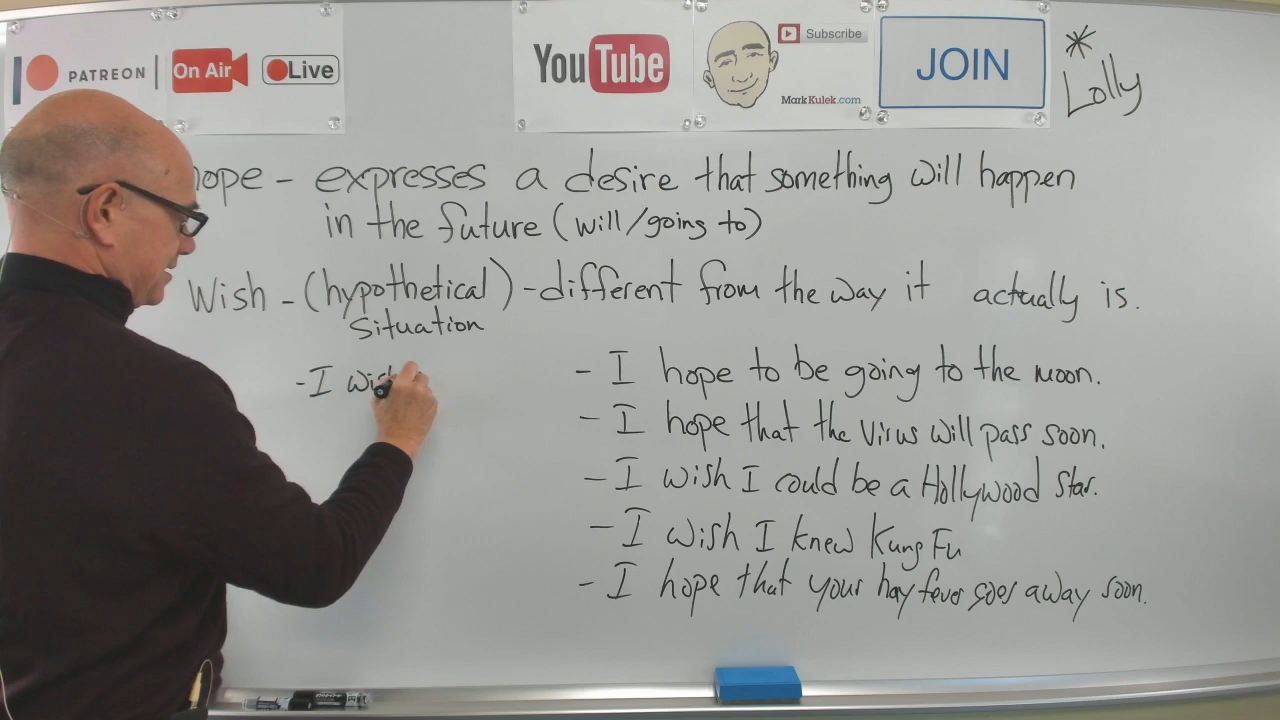 PATREON
On Air
Live
YouTube
Subscribe
MarkKulek.com
JOIN
* Lolly
hope - expresses a desire that something will happen
in the future (will/going to)
Wish - (hypothetical) - different from the way it actually is.
situation
- I wish
- I hope to be going to the moon.
- I hope that the virus will pass soon.
- I wish I could be a Hollywood Star.
- I wish I knew Kung Fu
- I hope that your hay fever goes away soon.